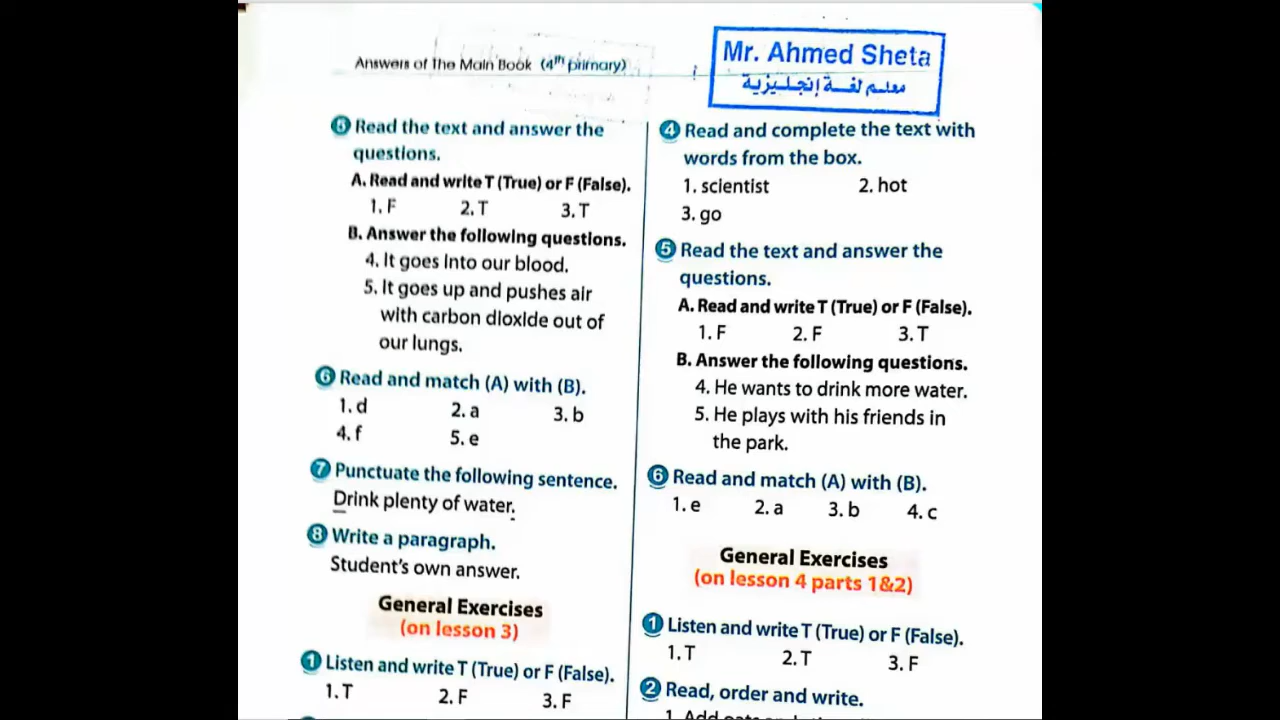 Answers of the Main Book (4th primary)
Mr. Ahmed Sheta
معلم لغة إنجليزية
5 Read the text and answer the
questions.
A. Read and write T (True) or F (False).
1. F 2. T 3. T
B. Answer the following questions.
4. It goes into our blood.
5. It goes up and pushes air
with carbon dioxide out of
our lungs.
6 Read and match (A) with (B).
1. d 2. a 3. b
4. f 5. e
7 Punctuate the following sentence.
Drink plenty of water.
8 Write a paragraph.
Student's own answer.
General Exercises
(on lesson 3)
1 Listen and write T (True) or F (False).
1. T 2. F 3. F
4 Read and complete the text with
words from the box.
1. scientist 2. hot
3. go
5 Read the text and answer the
questions.
A. Read and write T (True) or F (False).
1. F 2. F 3. T
B. Answer the following questions.
4. He wants to drink more water.
5. He plays with his friends in
the park.
6 Read and match (A) with (B).
1. e 2. a 3. b 4. c
General Exercises
(on lesson 4 parts 1&2)
1 Listen and write T (True) or F (False).
1. T 2. T 3. F
2 Read, order and write.
1. Add